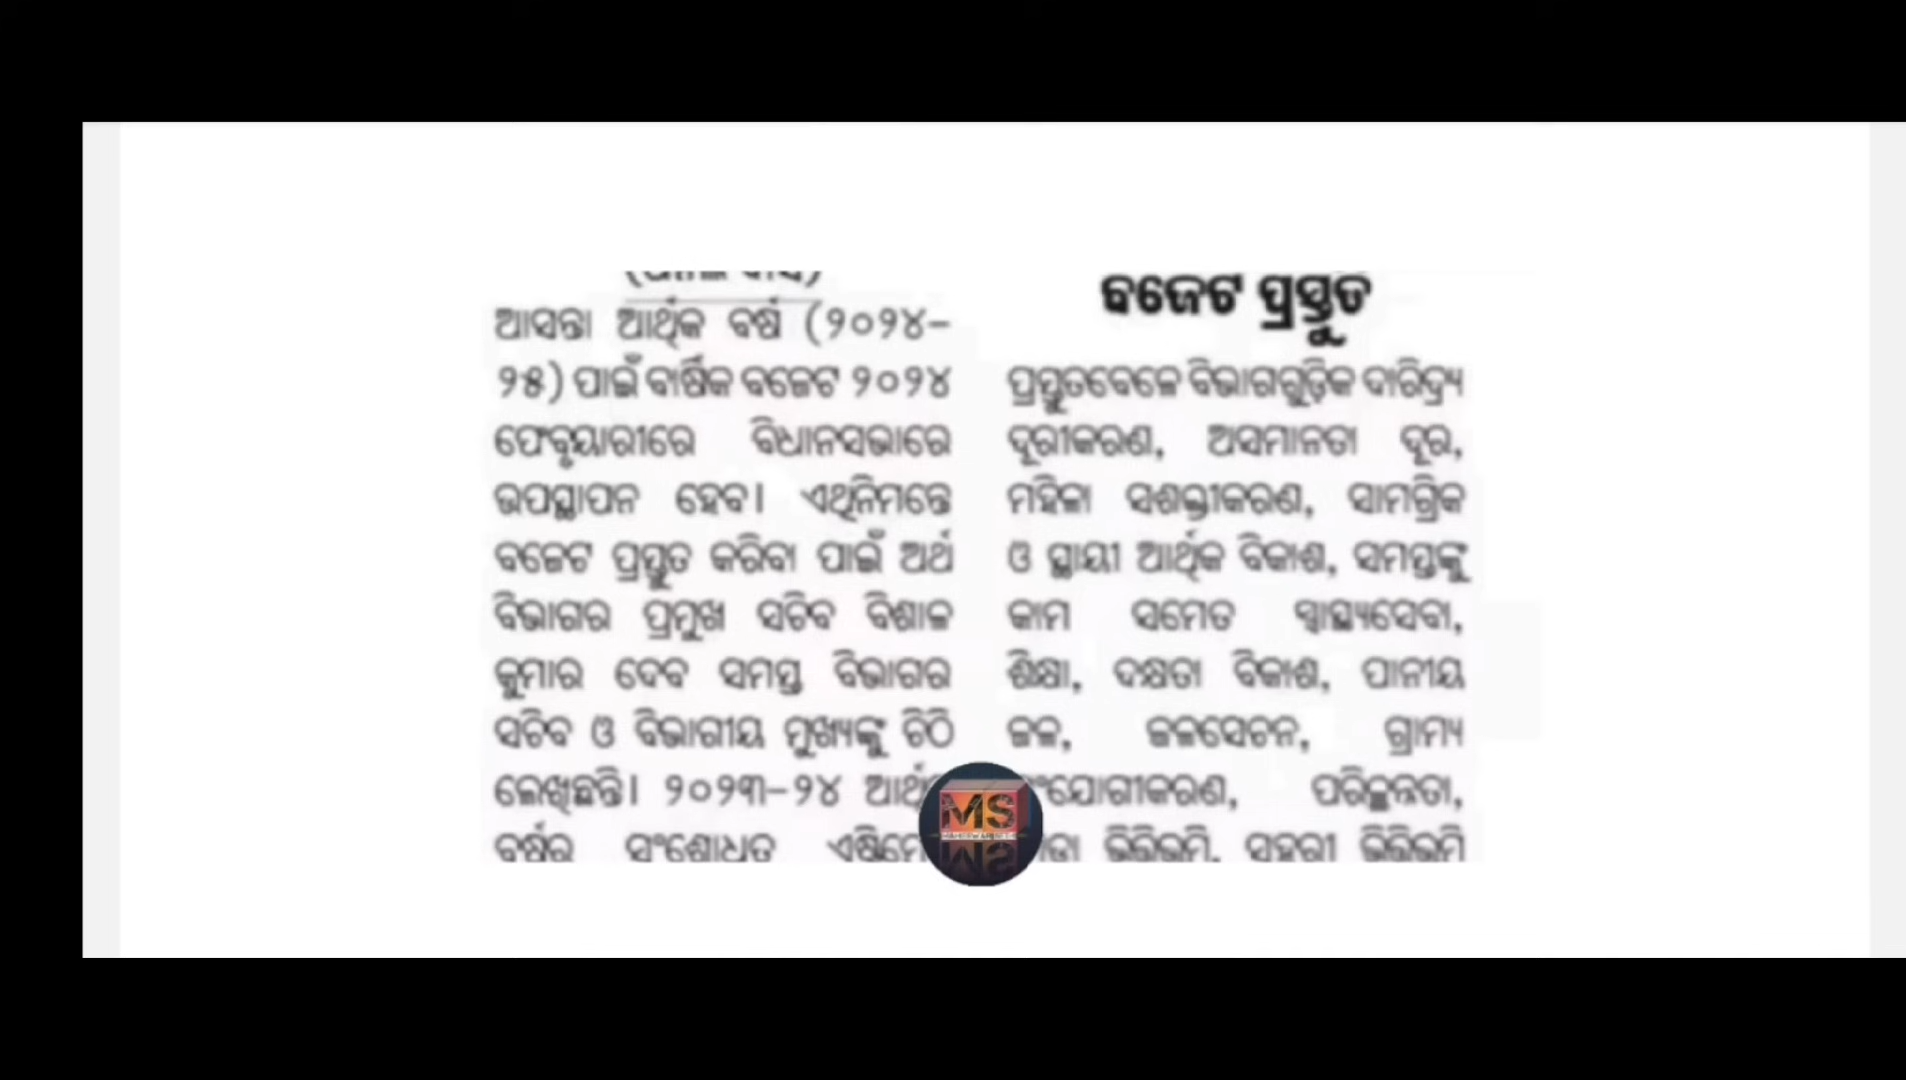 ଆସନ୍ତା ଆର୍ଥିକ ବର୍ଷ (୨୦୨୪-
୨୫) ପାଇଁ ବାର୍ଷିକ ବଜେଟ ୨୦୨୪
ଫେବୃୟାରୀରେ ବିଧାନସଭାରେ
ଉପସ୍ଥାପନ ହେବ। ଏଥିନିମନ୍ତେ
ବଜେଟ ପ୍ରସ୍ତୁତ କରିବା ପାଇଁ ଅର୍ଥ
ବିଭାଗର ପ୍ରମୁଖ ସଚିବ ବିଶାଳ
କୁମାର ଦେବ ସମସ୍ତ ବିଭାଗର
ସଚିବ ଓ ବିଭାଗୀୟ ମୁଖ୍ୟଙ୍କୁ ଚିଠି
ଲେଖିଛନ୍ତି। ୨୦୨୩-୨୪
ବର୍ଷର ସଂଶୋଧିତ
ବଜେଟ ପ୍ରସ୍ତୁତ
ପ୍ରସ୍ତୁତବେଳେ ବିଭାଗଗୁଡ଼ିକ ଦାରିଦ୍ର୍ୟ
ଦୂରୀକରଣ, ଅସମାନତା ଦୂର,
ମହିଳା ସଶକ୍ତୀକରଣ, ସାମଗ୍ରିକ
ଓ ସ୍ଥାୟୀ ଆର୍ଥିକ ବିକାଶ, ସମସ୍ତଙ୍କୁ
କାମ ସମେତ ସ୍ୱାସ୍ଥ୍ୟସେବା,
ଶିକ୍ଷା, ଦକ୍ଷତା ବିକାଶ, ପାନୀୟ
ଜଳ, ଜଳସେଚନ, ଗ୍ରାମ୍ୟ
ପରିଚ୍ଛନ୍ନତା,
ଭିତ୍ତିଭୂମି, ସହରୀ ଭିତ୍ତିଭୂମି
MS